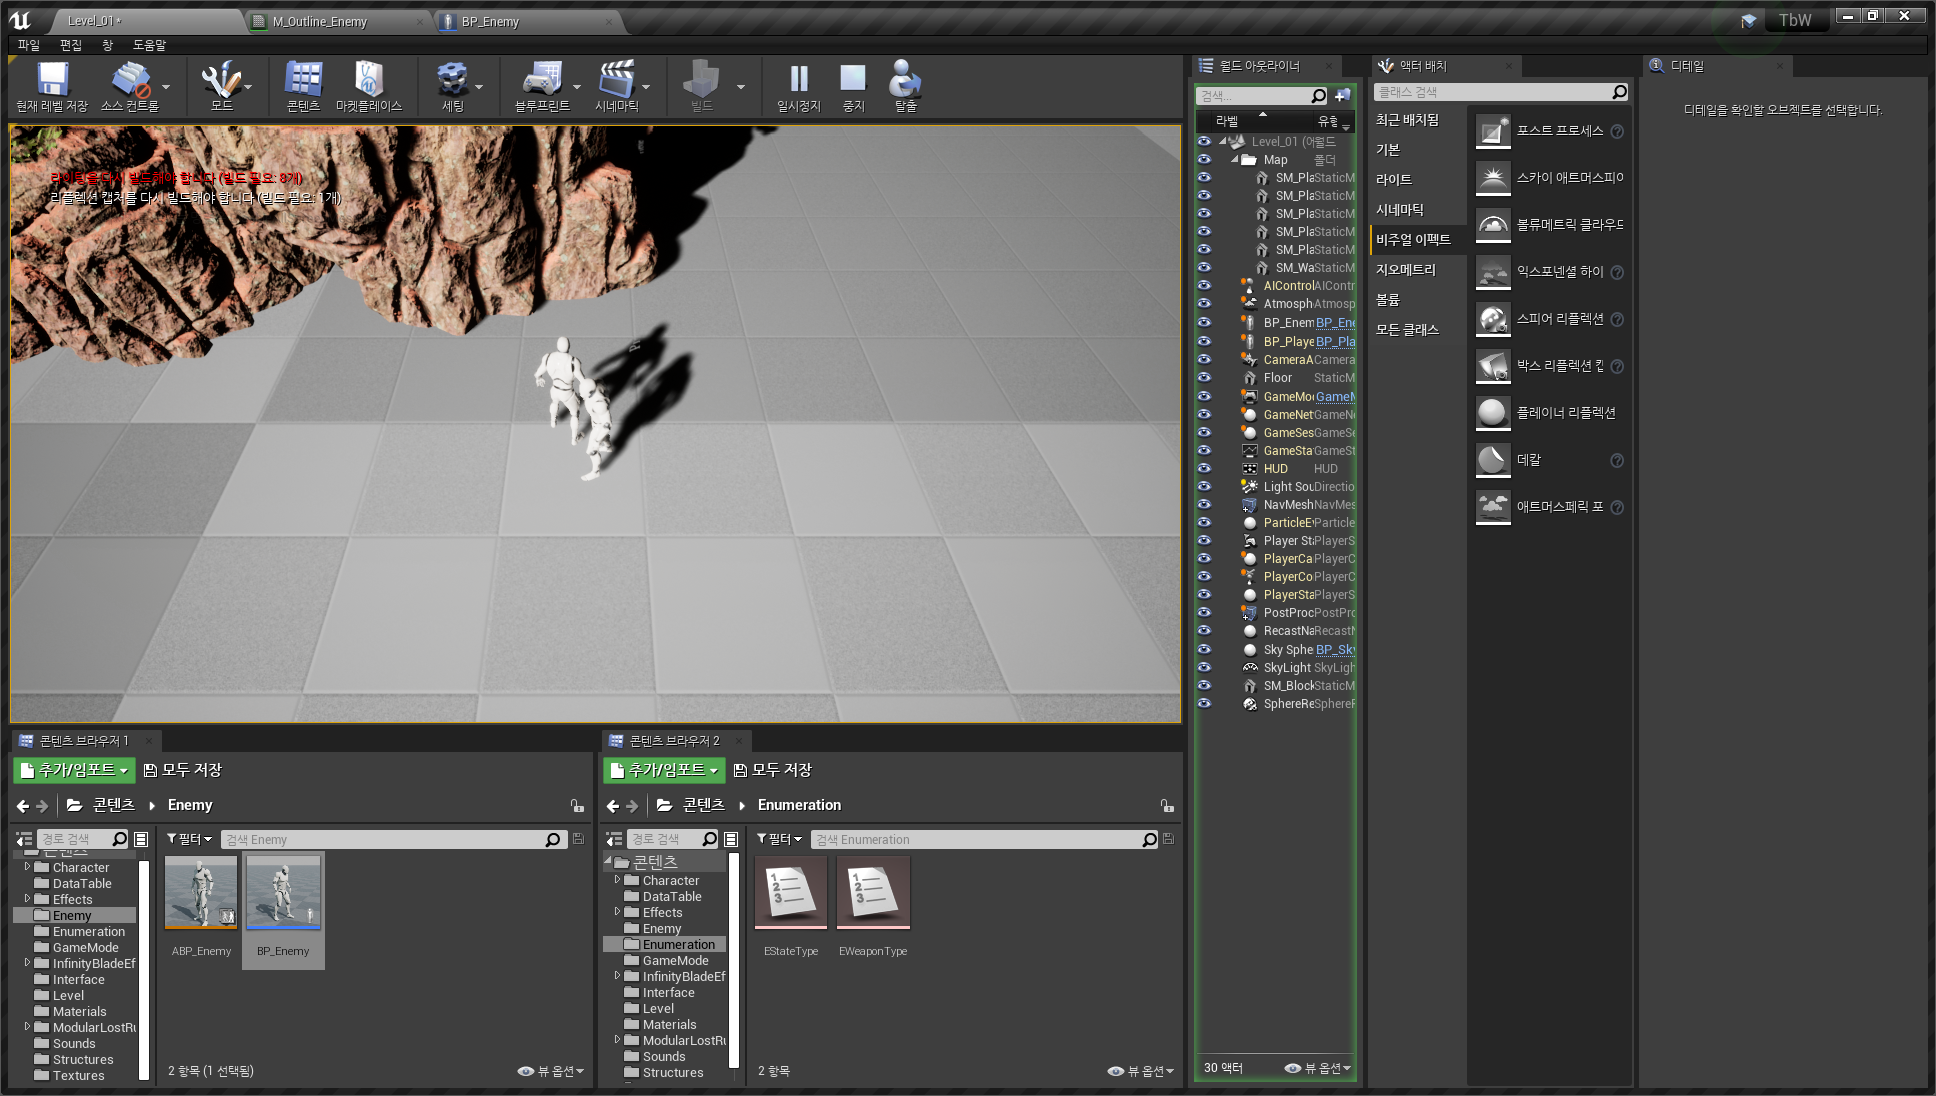 Level_01*
M_Outline_Enemy
BP_Enemy
TbW
파일 편집 창 도움말
현재 레벨 저장
소스 컨트롤
모드
콘텐츠
마켓플레이스
세팅
블루프린트
시네마틱
빌드
일시정지
중지
탈출
라이팅을 다시 빌드해야 합니다 (빌드 필요: 8개)
리플렉션 캡처를 다시 빌드해야 합니다 (빌드 필요: 1개)
월드 아웃라이너
검색...
라벨 유형
Level_01 (에 월드
Map 폴더
SM_Pla StaticM
SM_Pla StaticM
SM_Pla StaticM
SM_Pla StaticM
SM_Pla StaticM
SM_Wa StaticM
AIControl AIContr
Atmosph Atmosp
BP_Enem BP_Ene
BP_Playe BP_Pla
CameraA Camera
Floor StaticM
GameMo GameM
GameNet GameNe
GameSes GameSe
GameSta GameSt
HUD HUD
Light Sou Directio
NavMesh NavMes
ParticleEv Particle
Player Sta PlayerS
PlayerCa PlayerC
PlayerCo PlayerC
PlayerSta PlayerS
PostProc PostPro
RecastNa RecastN
Sky Sphe BP_Sky
SkyLight SkyLigh
SM_Block StaticM
SphereRe SphereR
30 액터
뷰 옵션
액터 배치
클래스 검색
최근 배치됨
기본
라이트
시네마틱
비주얼 이펙트
지오메트리
볼륨
모든 클래스
포스트 프로세스
스카이 애트머스피어
볼류메트릭 클라우드
익스포넨셜 하이
스피어 리플렉션
박스 리플렉션 캡
플레이너 리플렉션
데칼
애트머스페릭 포
디테일
디테일을 확인할 오브젝트를 선택합니다.
콘텐츠 브라우저 1
추가/임포트
모두 저장
콘텐츠
Enemy
경로 검색
필터
검색 Enemy
콘텐츠
Character
DataTable
Effects
Enemy
Enumeration
GameMode
InfinityBladeEf
Interface
Level
Materials
ModularLostRu
Sounds
Structures
Textures
ABP_Enemy
BP_Enemy
2 항목 (1 선택됨)
뷰 옵션
콘텐츠 브라우저 2
추가/임포트
모두 저장
콘텐츠
Enumeration
경로 검색
필터
검색 Enumeration
콘텐츠
Character
DataTable
Effects
Enemy
Enumeration
GameMode
InfinityBladeEf
Interface
Level
Materials
ModularLostRu
Sounds
Structures
EStateType
EWeaponType
2 항목
뷰 옵션